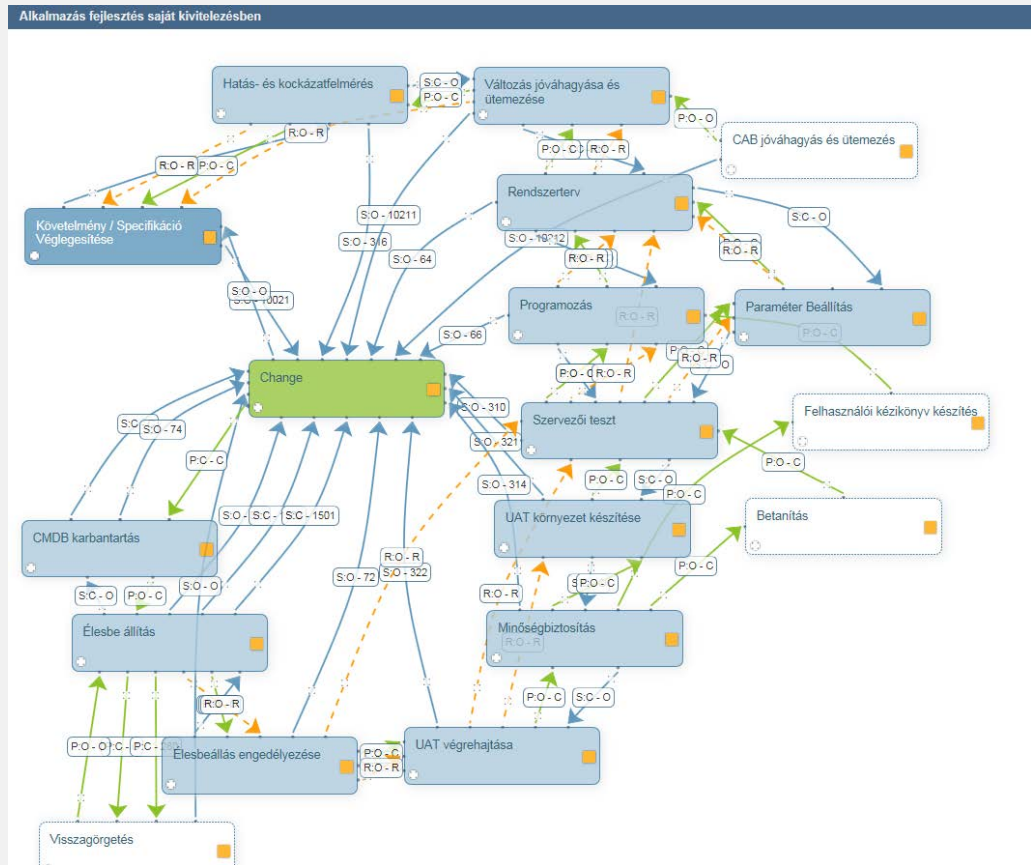 Alkalmazás fejlesztés saját kivitelezésben
Hatás- és kockázatfelmérés
S:C - O
P:O - C
Változás jóváhagyása és
ütemezése
P:O - O
R:O - R
CAB jóváhagyás és ütemezés
P:O - C
R:O - R
R:O - R
P:O - C
Rendszerterv
Követelmény / Specifikáció
Véglegesítése
S:O - 10211
S:C - O
S:O - 316
S:O - 64
S:O - 10212
R:O - R
R:O - R
S:O - O
Programozás
Paraméter Beállítás
R:O - R
P:O - C
S:O - 66
R:O - R
Change
P:O - C
R:O - R
Felhasználói kézikönyv készítés
S:O - 310
Szervezői teszt
S:O - 74
S:O - 321
P:C - C
P:O - C
S:O - 314
P:O - C
S:C - O
P:O - C
S:C - 1501
UAT környezet készítése
Betanítás
CMDB karbantartás
R:O - R
S:O - 322
S:O - 72
P:O - C
P:O - C
S:O - O
S:C - O
P:O - C
R:O - R
Élesbe állítás
Minőségbiztosítás
R:O - R
R:O - R
P:O - C
S:C - O
P:O - O
Élesbeállás engedélyezése
P:O - C
R:O - R
UAT végrehajtása
Visszagörgetés